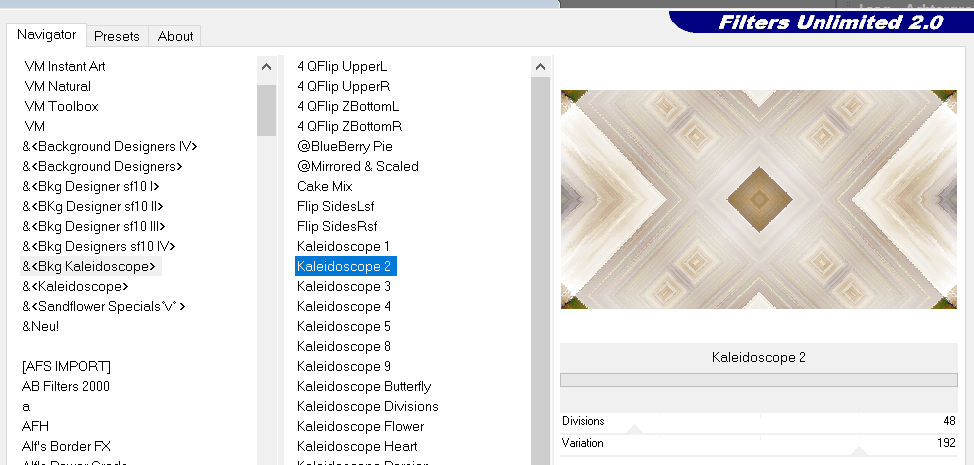 Filters Unlimited 2.0
Navigator Presets About
VM Instant Art
VM Natural
VM Toolbox
VM
&<Background Designers IV>
&<Background Designers>
&<Bkg Designer sf10 I>
&<BKg Designer sf10 II>
&<Bkg Designer sf10 III>
&<Bkg Designers sf10 IV>
&<Bkg Kaleidoscope>
&<Kaleidoscope>
&<Sandflower Specials°v° >
&Neu!
[AFS IMPORT]
AB Filters 2000
a
AFH
Alf's Border FX
Alf's Power Grads
4 QFlip UpperL
4 QFlip UpperR
4 QFlip ZBottomL
4 QFlip ZBottomR
@BlueBerry Pie
@Mirrored & Scaled
Cake Mix
Flip SidesLsf
Flip SidesRsf
Kaleidoscope 1
Kaleidoscope 2
Kaleidoscope 3
Kaleidoscope 4
Kaleidoscope 5
Kaleidoscope 8
Kaleidoscope 9
Kaleidoscope Butterfly
Kaleidoscope Divisions
Kaleidoscope Flower
Kaleidoscope Heart
Kaleidoscope Persian
Kaleidoscope 2
Divisions 48
Variation 192